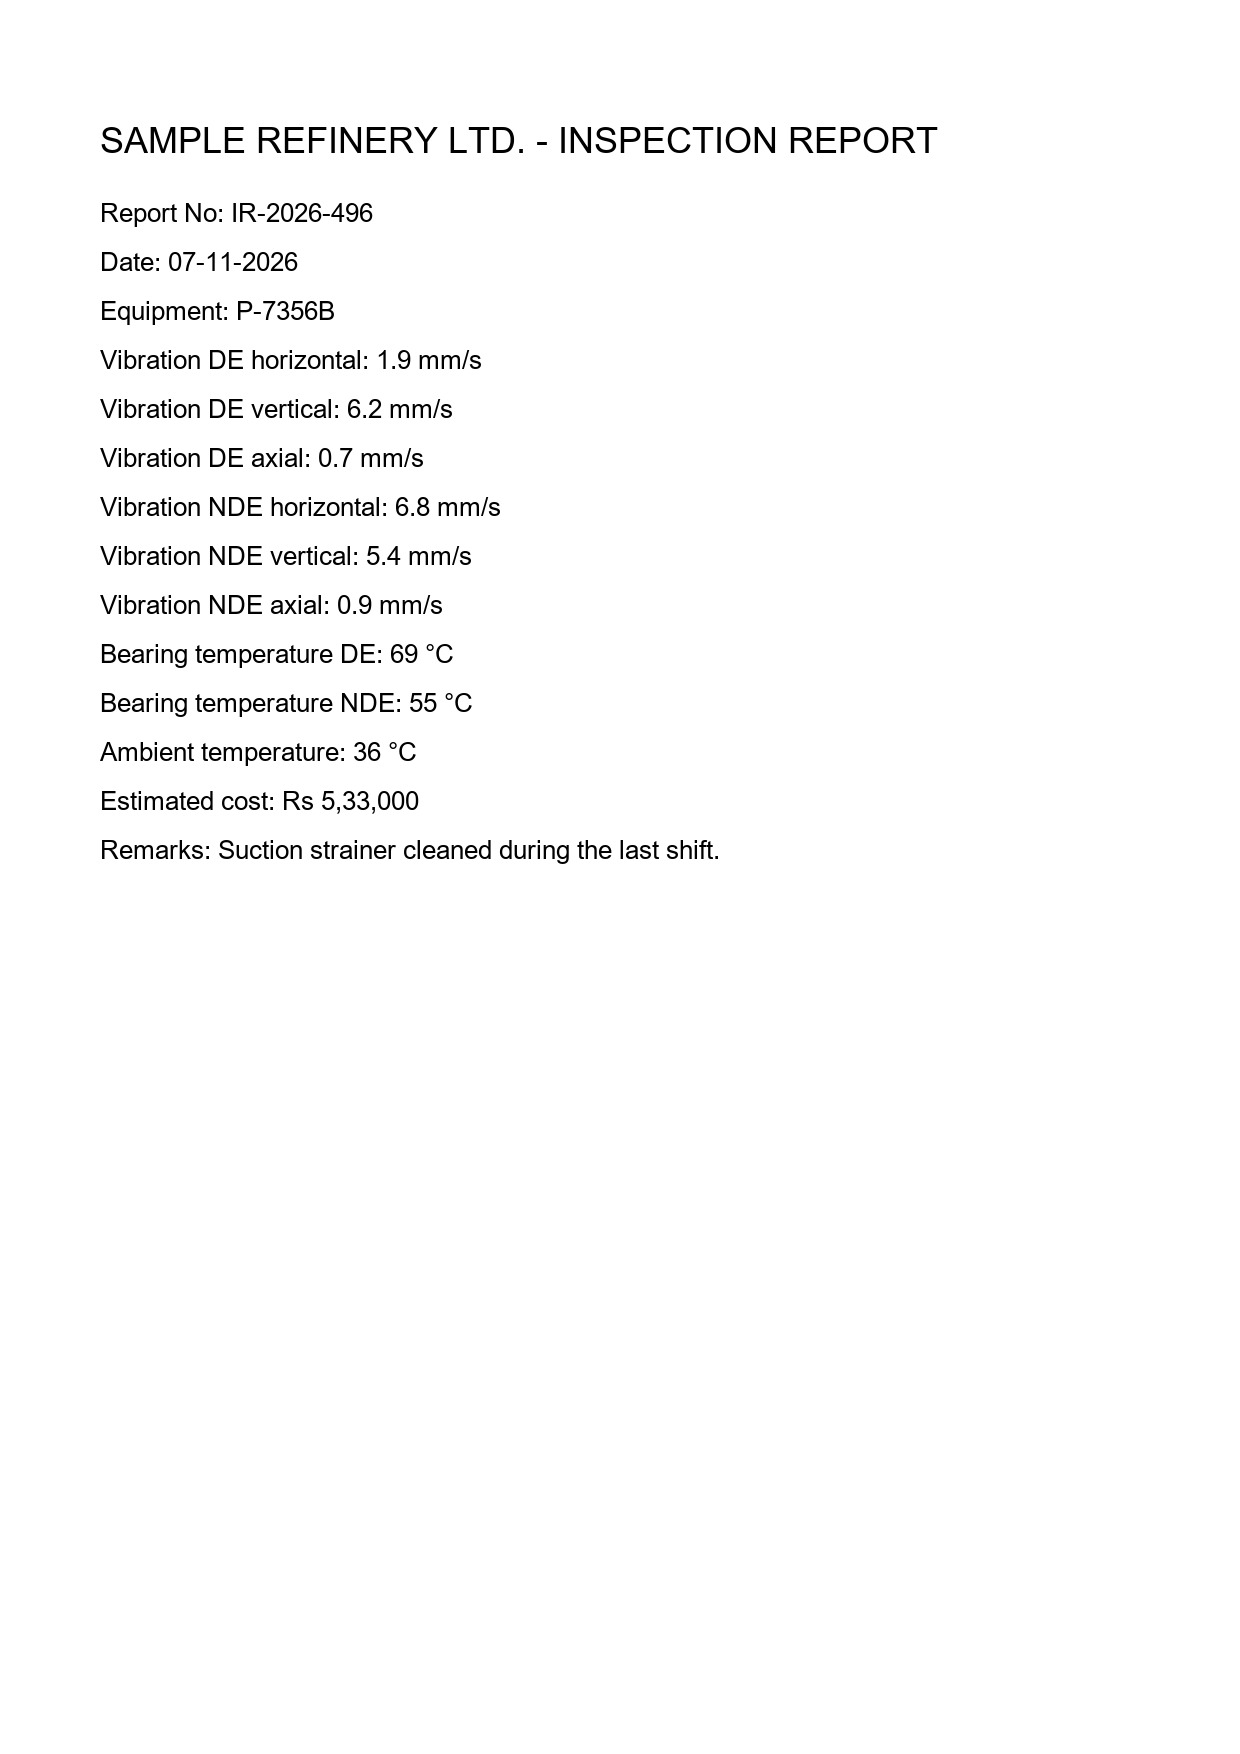 SAMPLE REFINERY LTD. - INSPECTION REPORT
Report No: IR-2026-496
Date: 07-11-2026
Equipment: P-7356B
Vibration DE horizontal: 1.9 mm/s
Vibration DE vertical: 6.2 mm/s
Vibration DE axial: 0.7 mm/s
Vibration NDE horizontal: 6.8 mm/s
Vibration NDE vertical: 5.4 mm/s
Vibration NDE axial: 0.9 mm/s
Bearing temperature DE: 69 °C
Bearing temperature NDE: 55 °C
Ambient temperature: 36 °C
Estimated cost: Rs 5,33,000
Remarks: Suction strainer cleaned during the last shift.